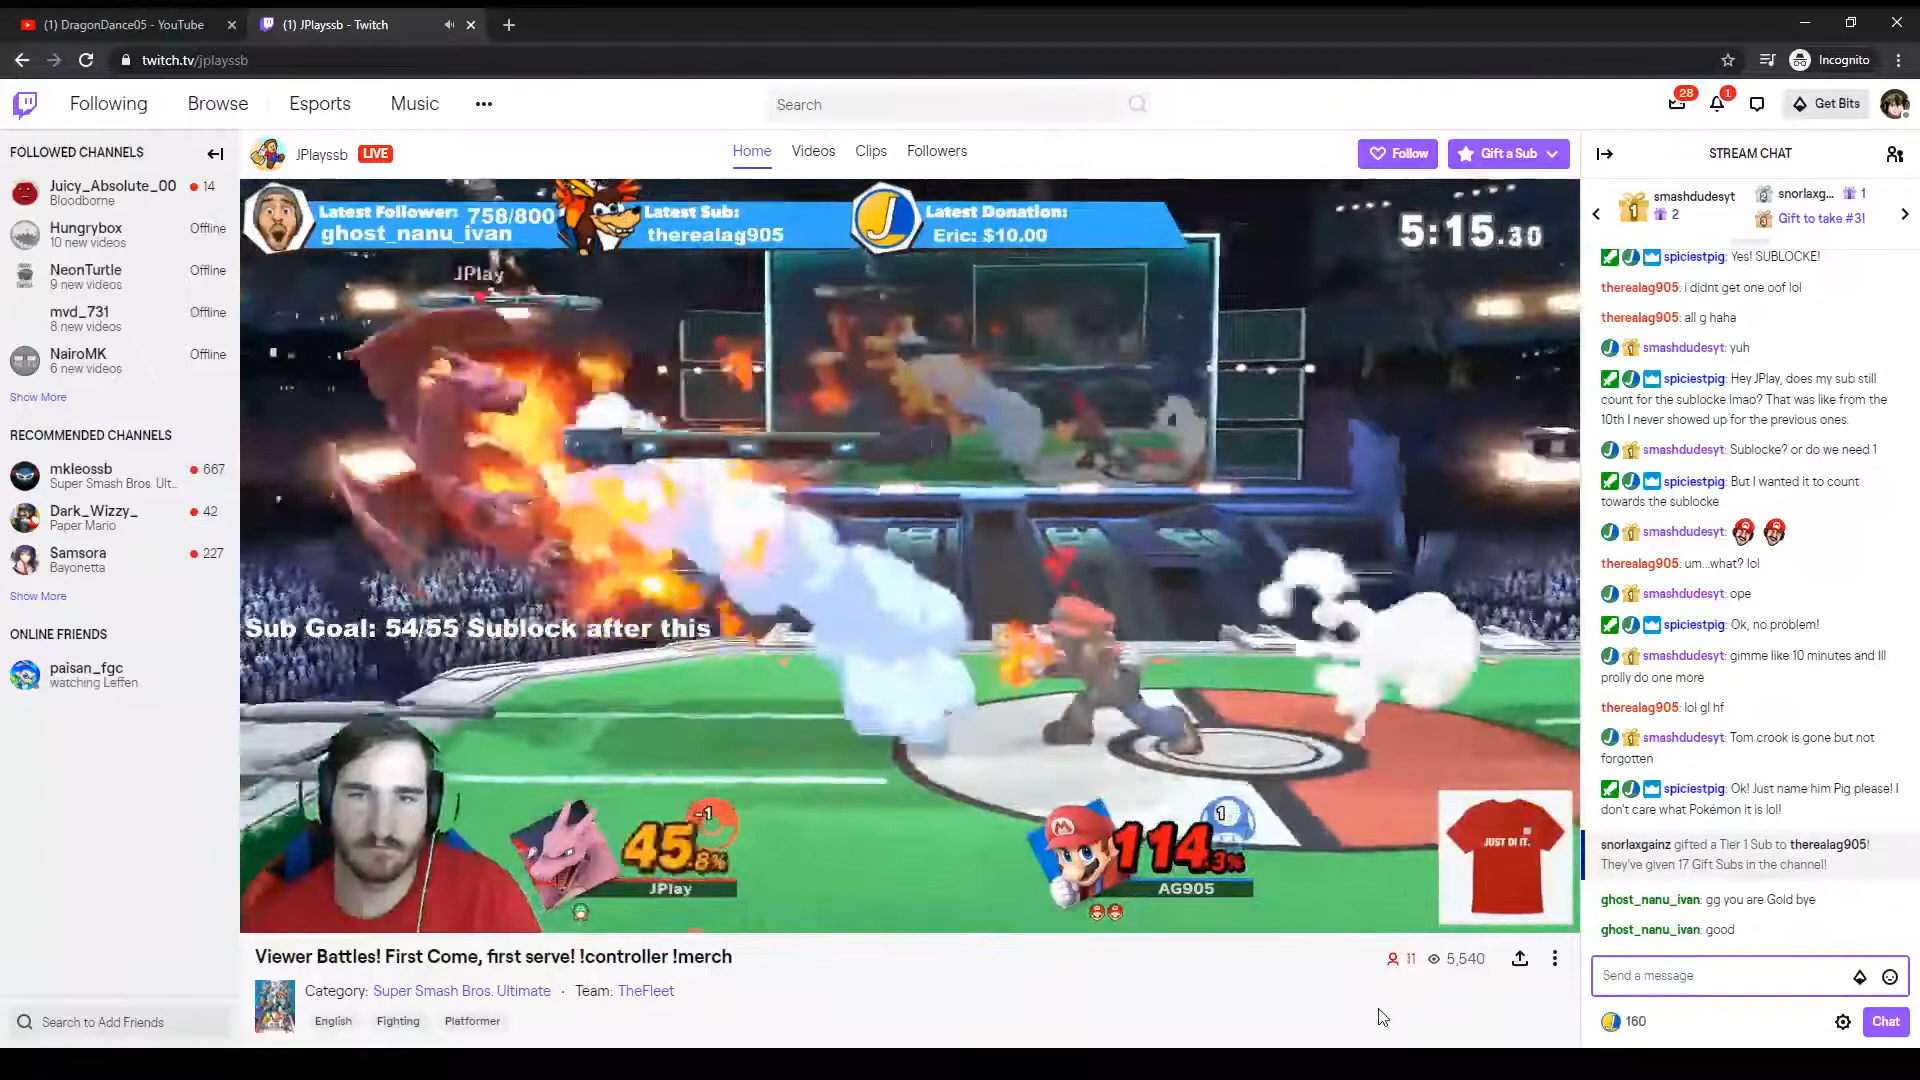 (1) DragonDance05 - YouTube
(1) JPlayssb - Twitch
twitch.tv/jplayssb
Incognito
Following
Browse
Esports
Music
Search
28
1
Get Bits
FOLLOWED CHANNELS
Juicy_Absolute_00
14
Bloodborne
Hungrybox
Offline
10 new videos
NeonTurtle
Offline
9 new videos
mvd_731
Offline
8 new videos
NairoMK
Offline
6 new videos
Show More
RECOMMENDED CHANNELS
mkleossb
667
Super Smash Bros. Ult...
Dark_Wizzy_
42
Paper Mario
Samsora
227
Bayonetta
Show More
ONLINE FRIENDS
paisan_fgc
watching Leffen
Search to Add Friends
JPlayssb
LIVE
Home
Videos
Clips
Followers
Follow
Gift a Sub
Latest Follower: 758/800
ghost_nanu_ivan
Latest Sub:
therealag905
J
Latest Donation:
Eric: $10.00
5:15.30
JPlay
Sub Goal: 54/55 Sublock after this
45.8%
-1
JPlay
114.3%
1
AG905
JUST DI IT.
Viewer Battles! First Come, first serve! !controller !merch
11
5,540
Category: Super Smash Bros. Ultimate · Team: TheFleet
English
Fighting
Platformer
STREAM CHAT
1
smashdudesyt
2
snorlaxg...
1
Gift to take #3!
spiciestpig: Yes! SUBLOCKE!
therealag905: i didnt get one oof lol
therealag905: all g haha
smashdudesyt: yuh
spiciestpig: Hey JPlay, does my sub still
count for the sublocke lmao? That was like from the
10th I never showed up for the previous ones.
smashdudesyt: Sublocke? or do we need 1
spiciestpig: But I wanted it to count
towards the sublocke
smashdudesyt:
therealag905: um...what? lol
smashdudesyt: ope
spiciestpig: Ok, no problem!
smashdudesyt: gimme like 10 minutes and Ill
prolly do one more
therealag905: lol gl hf
smashdudesyt: Tom crook is gone but not
forgotten
spiciestpig: Ok! Just name him Pig please! I
don't care what Pokémon it is lol!
snorlaxgainz gifted a Tier 1 Sub to therealag905!
They've given 17 Gift Subs in the channel!
ghost_nanu_ivan: gg you are Gold bye
ghost_nanu_ivan: good
Send a message
160
Chat